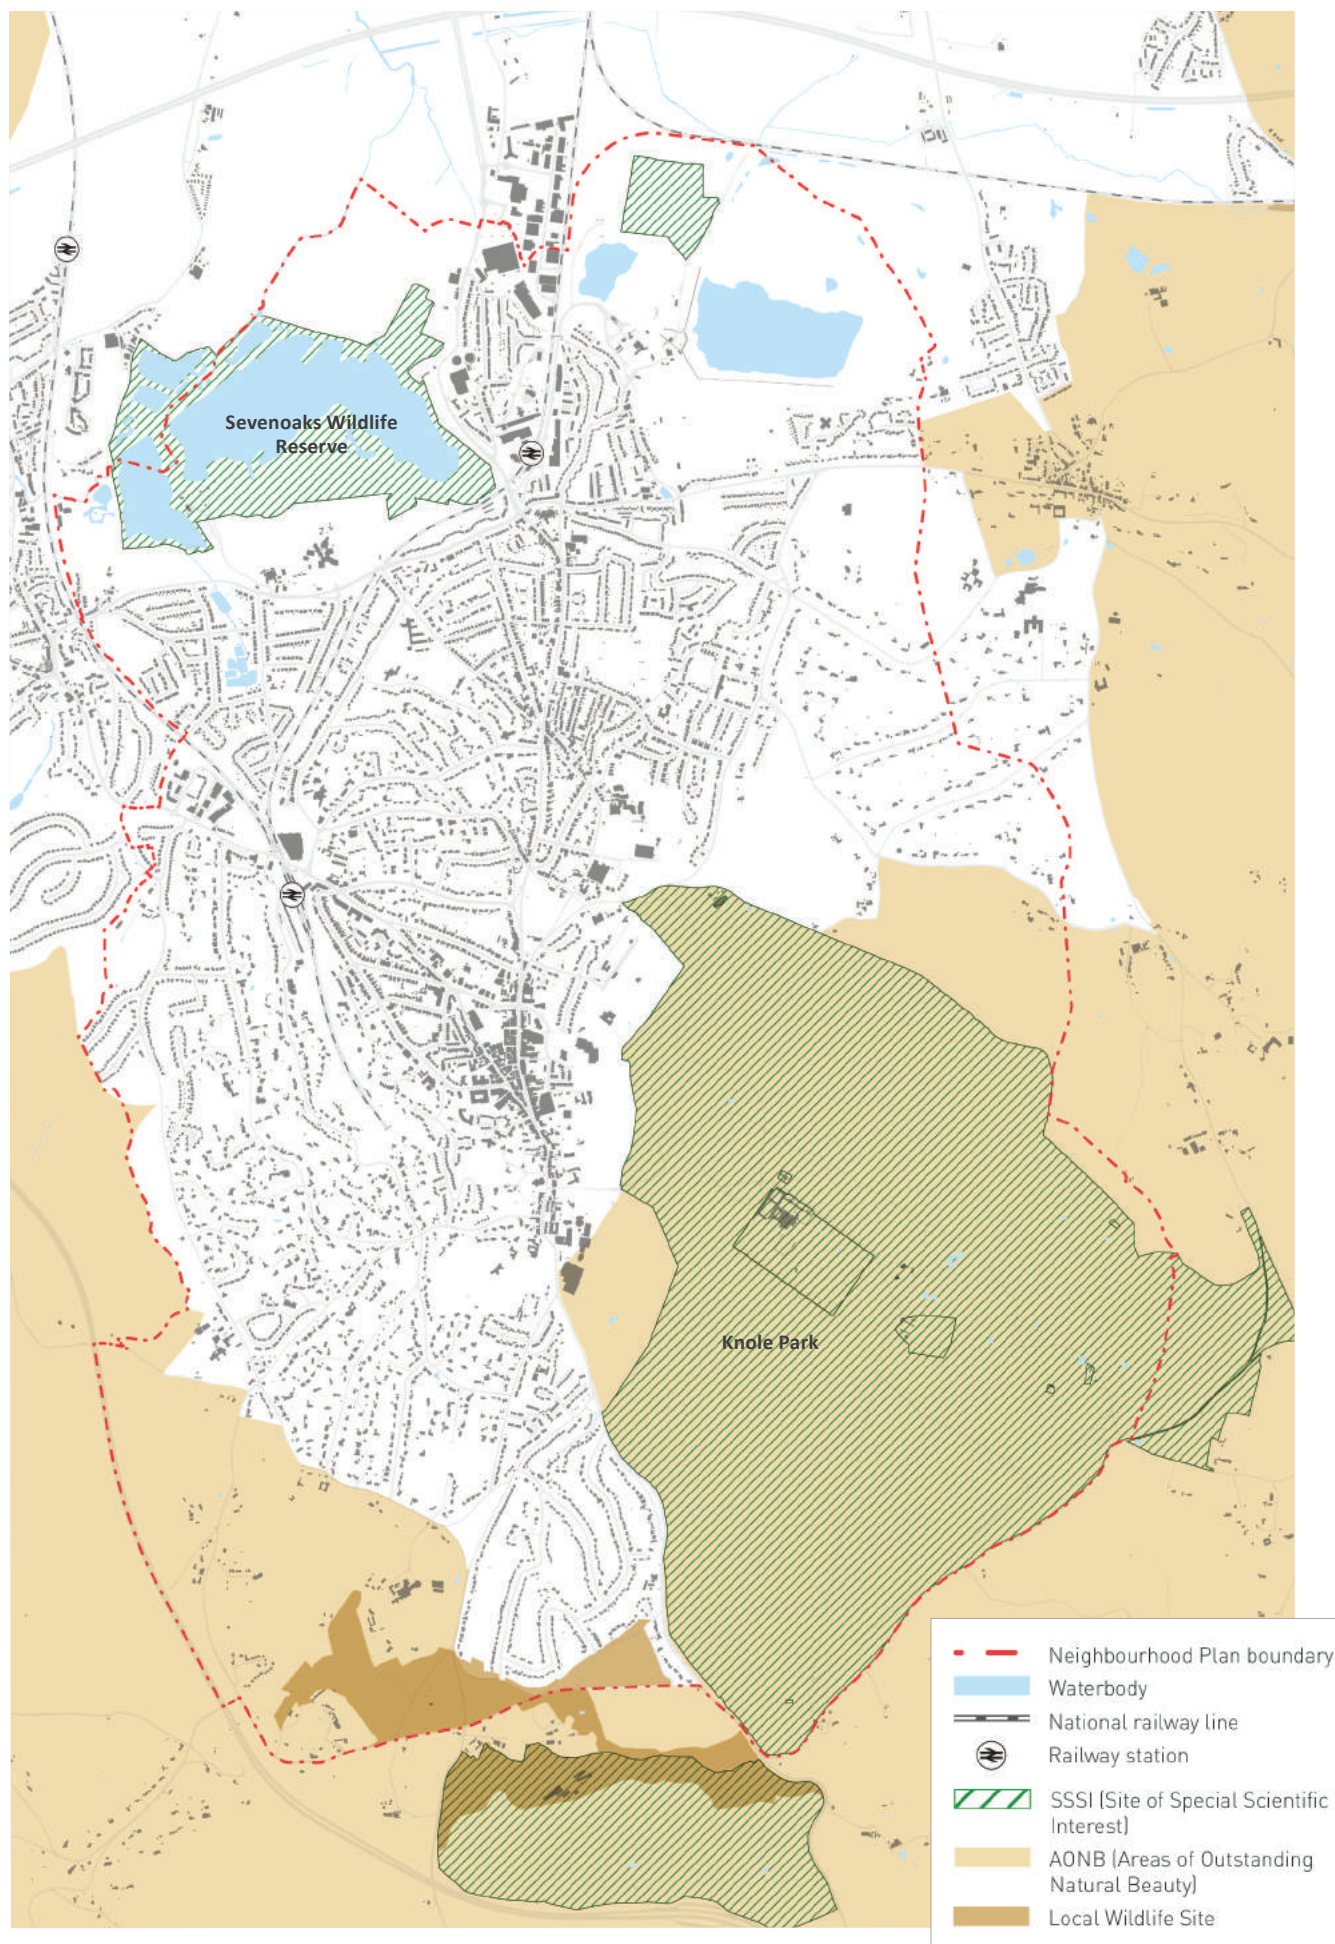 Sevenoaks Wildlife
Reserve
Knole Park
Neighbourhood Plan boundary
Waterbody
National railway line
Railway station
SSSI (Site of Special Scientific
Interest)
AONB (Areas of Outstanding
Natural Beauty)
Local Wildlife Site